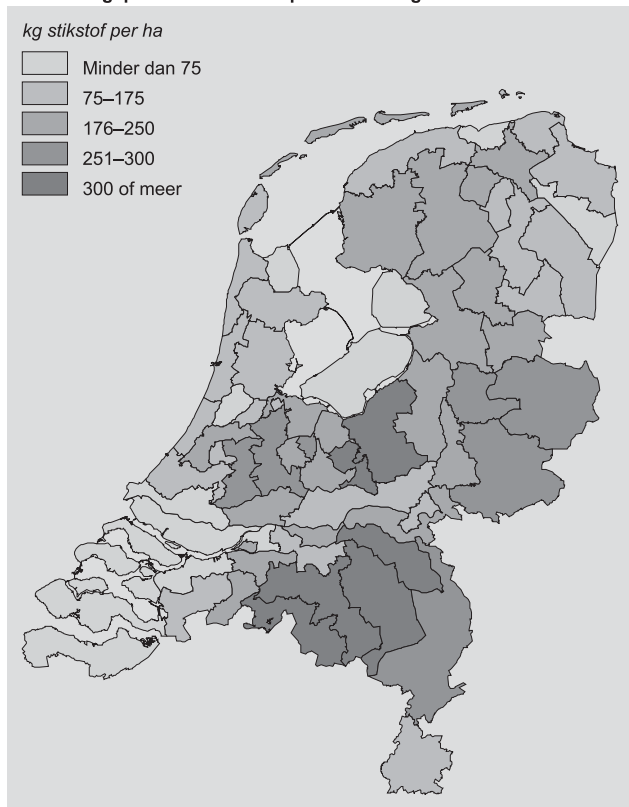 kg stikstof per ha
Minder dan 75
75–175
176–250
251–300
300 of meer